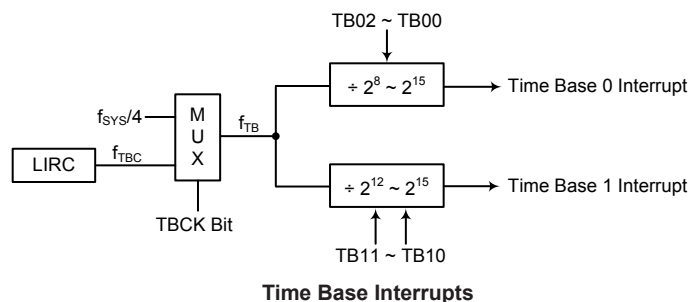 TB02 ~ TB00
÷ 2⁸ ~ 2¹⁵
Time Base 0 Interrupt
fSYS/4
M
U
X
fTB
LIRC
fTBC
÷ 2¹² ~ 2¹⁵
Time Base 1 Interrupt
TBCK Bit
TB11 ~ TB10
Time Base Interrupts